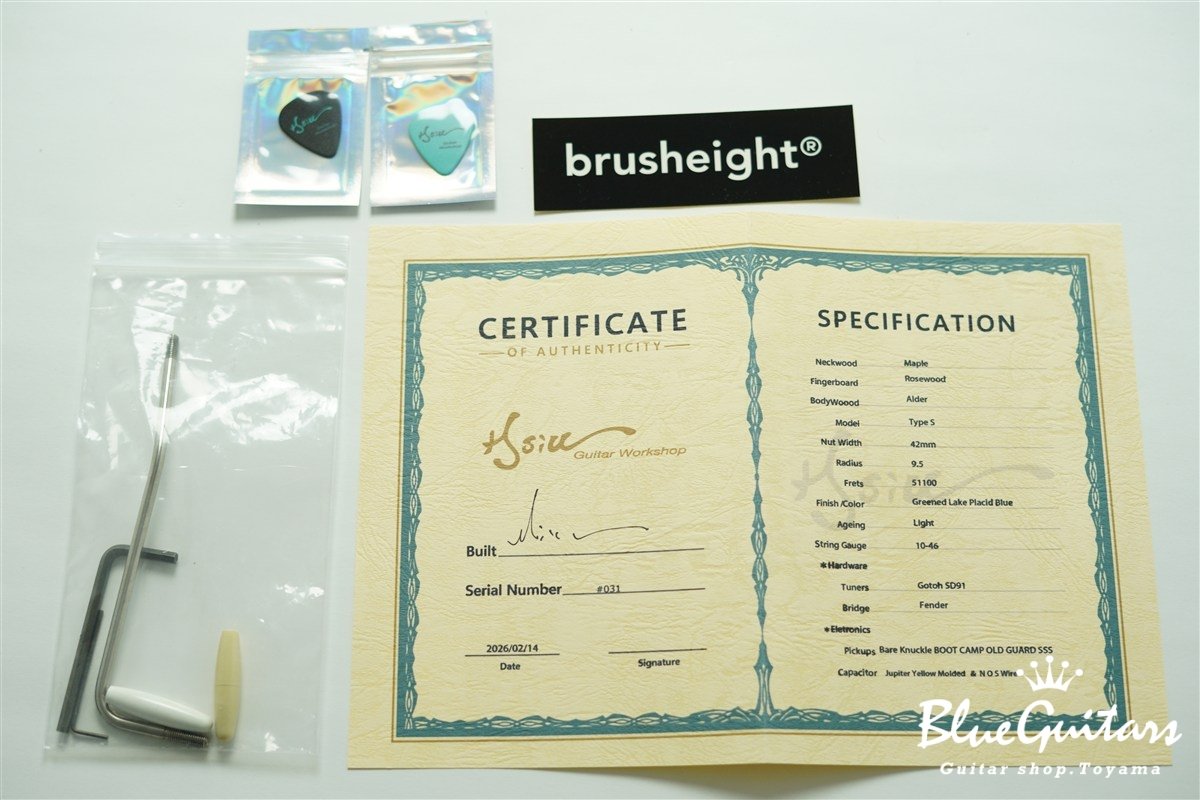 Hsiu
Hsiu
brusheight®
CERTIFICATE
OF AUTHENTICITY
Hsiu
Guitar Workshop
Built
Serial Number #031
2026/02/14
Date
Signature
SPECIFICATION
Neckwood Maple
Fingerboard Rosewood
BodyWoood Alder
Model Type S
Nut Width 42mm
Radius 9.5
Frets 51100
Finish /Color Greened Lake Placid Blue
Ageing Light
String Gauge 10-46
*Hardware
Tuners Gotoh SD91
Bridge Fender
*Eletronics
Pickups Bare Knuckle BOOT CAMP OLD GUARD SSS
Capacitor Jupiter Yellow Molded & N O S Wire
BlueGuitars
Guitar shop.Toyama